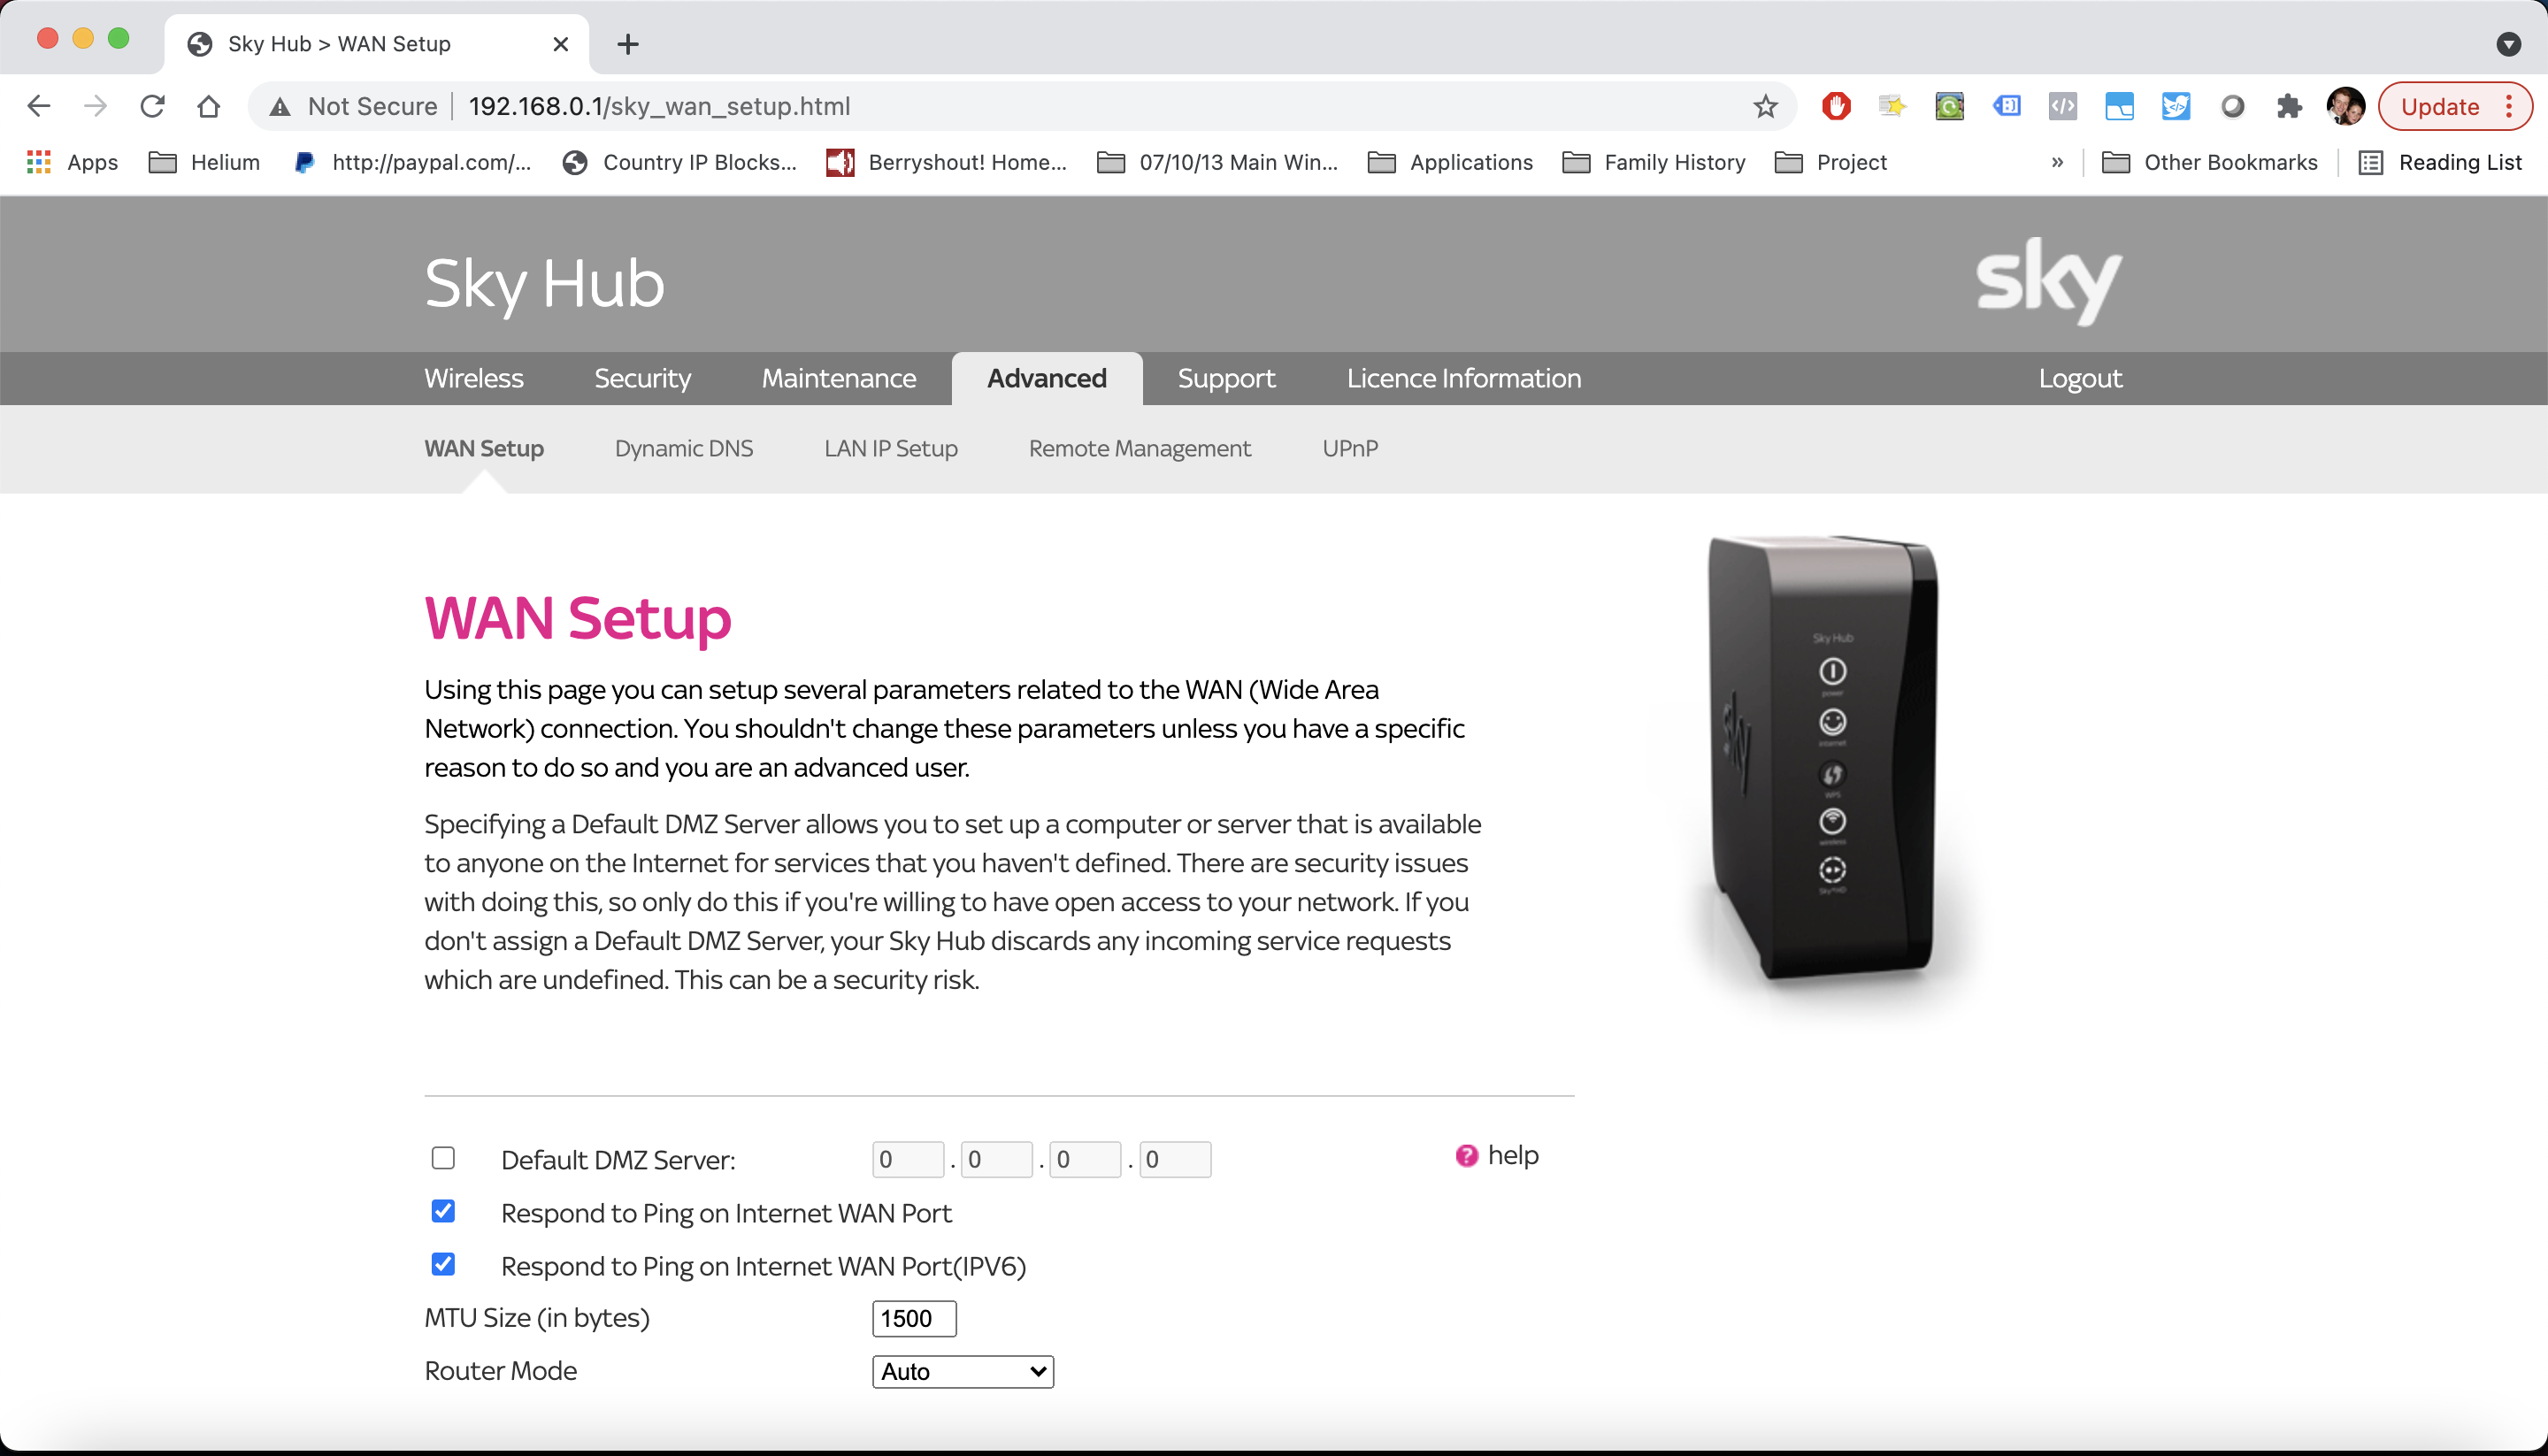 Sky Hub > WAN Setup
Not Secure 192.168.0.1/sky_wan_setup.html
Update
Apps Helium http://paypal.com/... Country IP Blocks... Berryshout! Home... 07/10/13 Main Win... Applications Family History Project » Other Bookmarks Reading List
Sky Hub
sky
Wireless Security Maintenance Advanced Support Licence Information Logout
WAN Setup Dynamic DNS LAN IP Setup Remote Management UPnP
WAN Setup
Using this page you can setup several parameters related to the WAN (Wide Area
Network) connection. You shouldn't change these parameters unless you have a specific
reason to do so and you are an advanced user.
Specifying a Default DMZ Server allows you to set up a computer or server that is available
to anyone on the Internet for services that you haven't defined. There are security issues
with doing this, so only do this if you're willing to have open access to your network. If you
don't assign a Default DMZ Server, your Sky Hub discards any incoming service requests
which are undefined. This can be a security risk.
Sky Hub
power
sky
internet
WPS
wireless
Default DMZ Server: 0 . 0 . 0 . 0 ? help
Respond to Ping on Internet WAN Port
Respond to Ping on Internet WAN Port(IPV6)
MTU Size (in bytes) 1500
Router Mode Auto